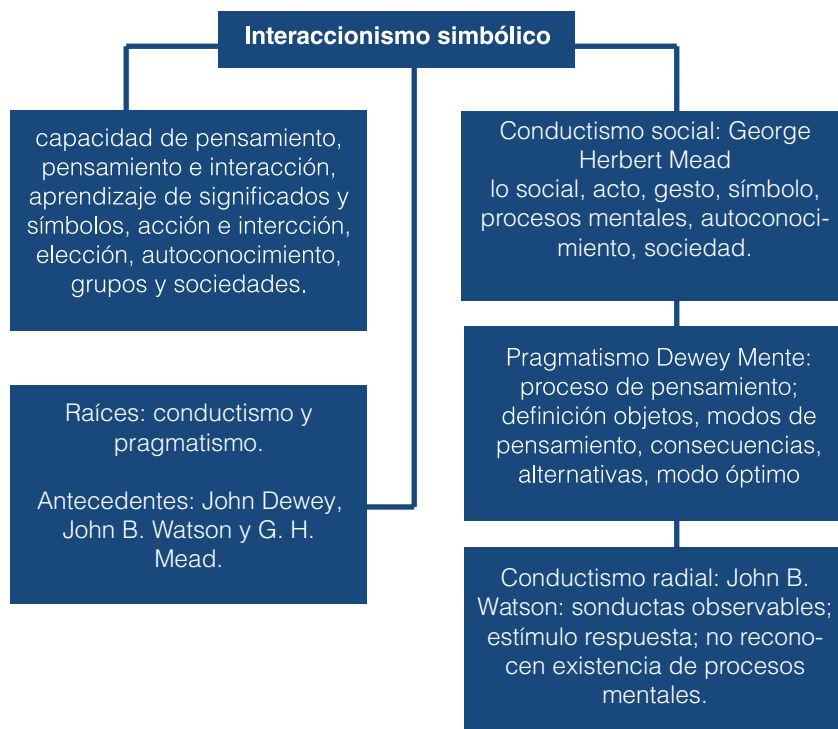 Interaccionismo simbólico
capacidad de pensamiento,
pensamiento e interacción,
aprendizaje de significados y
símbolos, acción e intercción,
elección, autoconocimiento,
grupos y sociedades.
Raíces: conductismo y
pragmatismo.
Antecedentes: John Dewey,
John B. Watson y G. H.
Mead.
Conductismo social: George
Herbert Mead
lo social, acto, gesto, símbolo,
procesos mentales, autoconoci-
miento, sociedad.
Pragmatismo Dewey Mente:
proceso de pensamiento;
definición objetos, modos de
pensamiento, consecuencias,
alternativas, modo óptimo
Conductismo radial: John B.
Watson: sonductas observables;
estímulo respuesta; no recono-
cen existencia de procesos
mentales.